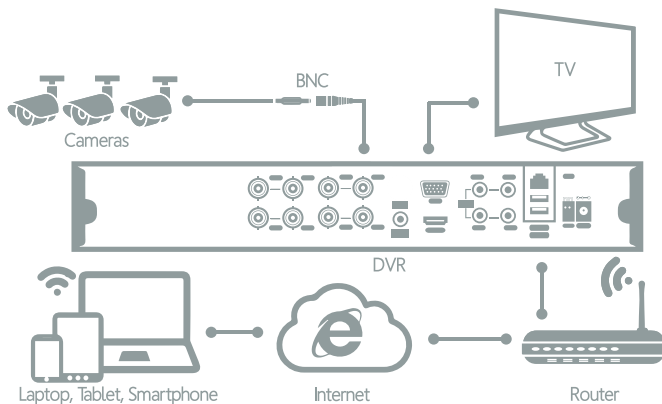 BNC
TV
Cameras
DVR
Laptop, Tablet, Smartphone
Internet
Router